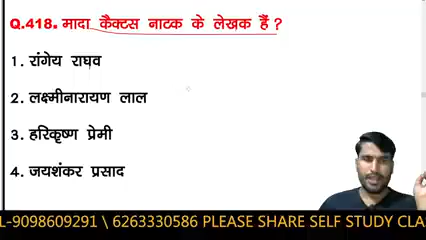 Q.418. मादा कैक्टस नाटक के लेखक हैं ?
1. रांगेय राघव
2. लक्ष्मीनारायण लाल
3. हरिकृष्ण प्रेमी
4. जयशंकर प्रसाद
L-9098609291 \ 6263330586 PLEASE SHARE SELF STUDY CLA